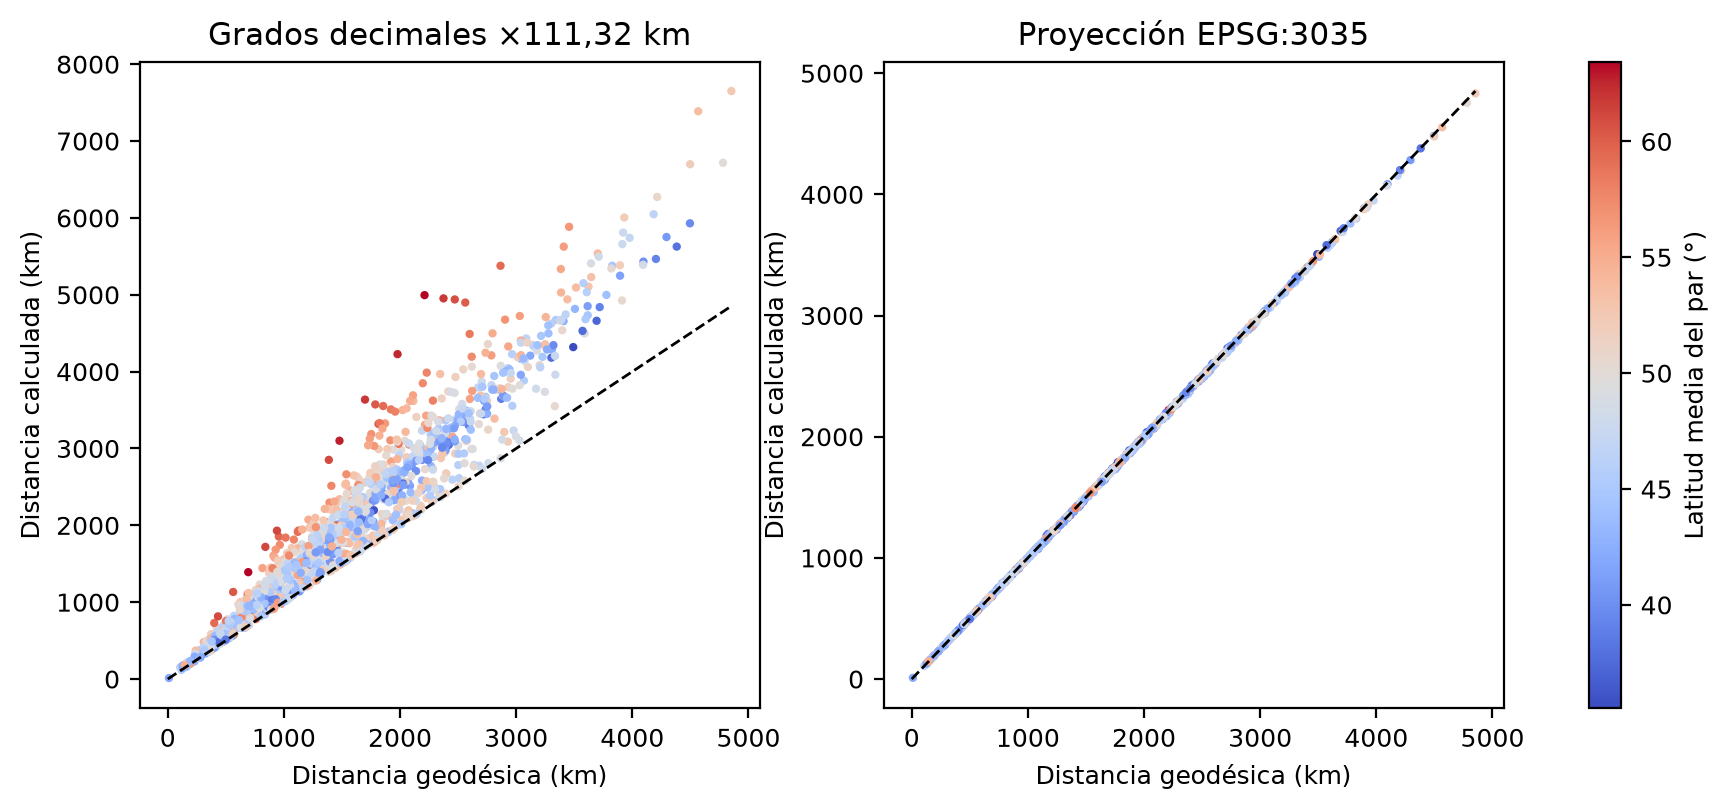 Grados decimales ×111,32 km
Distancia calculada (km)
8000
7000
6000
5000
4000
3000
2000
1000
0
0 1000 2000 3000 4000 5000
Distancia geodésica (km)
Proyección EPSG:3035
Distancia calculada (km)
5000
4000
3000
2000
1000
0
0 1000 2000 3000 4000 5000
Distancia geodésica (km)
60
55
50
45
40
Latitud media del par (°)